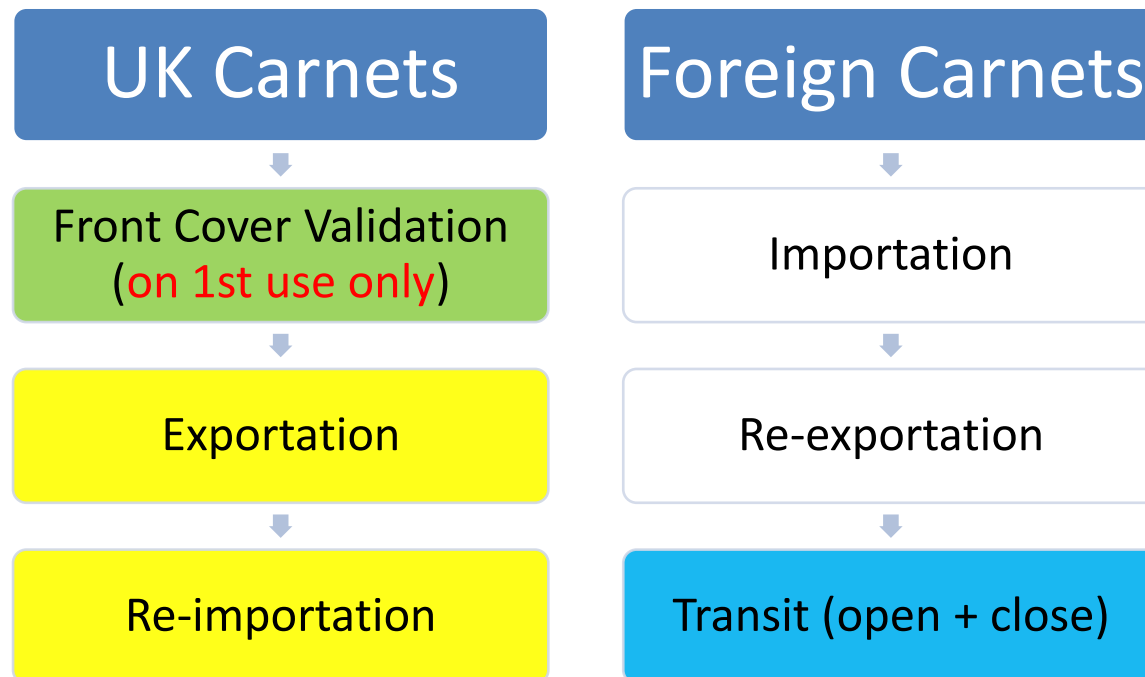 UK Carnets
Front Cover Validation
(on 1st use only)
Exportation
Re-importation
Foreign Carnets
Importation
Re-exportation
Transit (open + close)